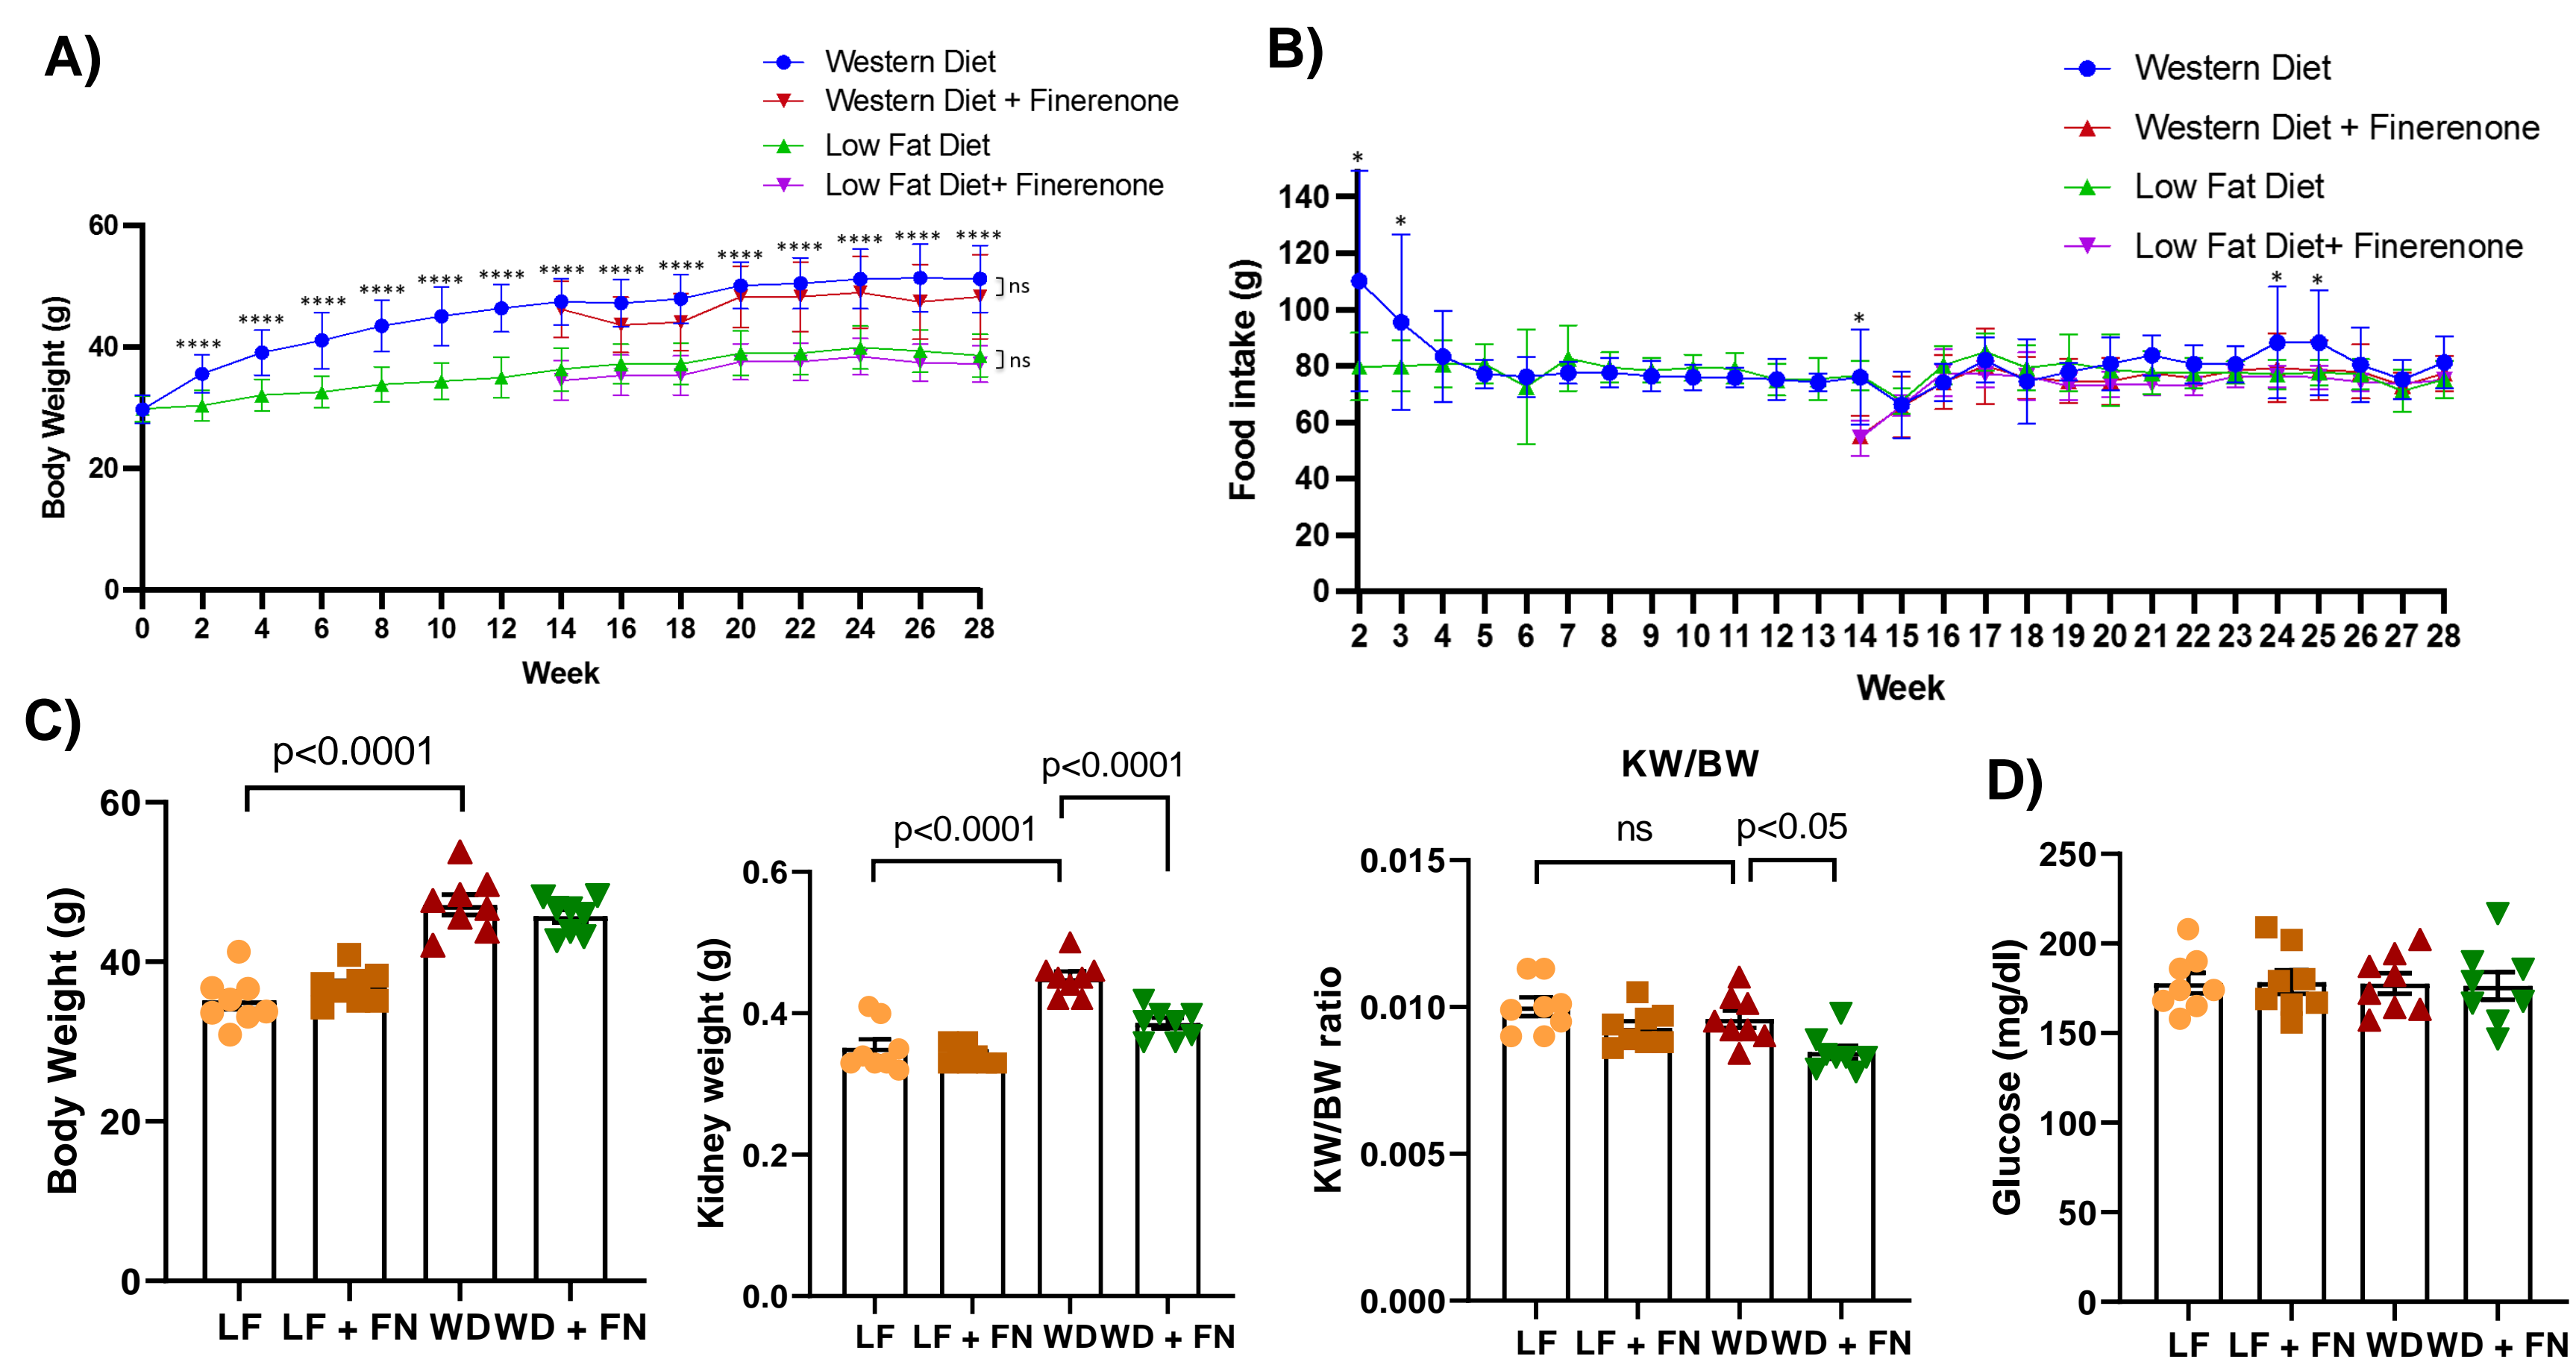 A)
Western Diet
Western Diet + Finerenone
Low Fat Diet
Low Fat Diet+ Finerenone
60
40
20
0
Body Weight (g)
**** **** **** **** **** **** **** **** **** **** **** **** **** ****
ns
ns
0 2 4 6 8 10 12 14 16 18 20 22 24 26 28
Week
B)
Western Diet
Western Diet + Finerenone
Low Fat Diet
Low Fat Diet+ Finerenone
140
120
100
80
60
40
20
0
Food intake (g)
* * * * *
2 3 4 5 6 7 8 9 10 11 12 13 14 15 16 17 18 19 20 21 22 23 24 25 26 27 28
Week
C)
p<0.0001
60
40
20
0
Body Weight (g)
LF LF + FN WD WD + FN
p<0.0001
p<0.0001
0.6
0.4
0.2
0.0
Kidney weight (g)
LF LF + FN WD WD + FN
KW/BW
ns p<0.05
0.015
0.010
0.005
0.000
KW/BW ratio
LF LF + FN WD WD + FN
D)
250
200
150
100
50
0
Glucose (mg/dl)
LF LF + FN WD WD + FN